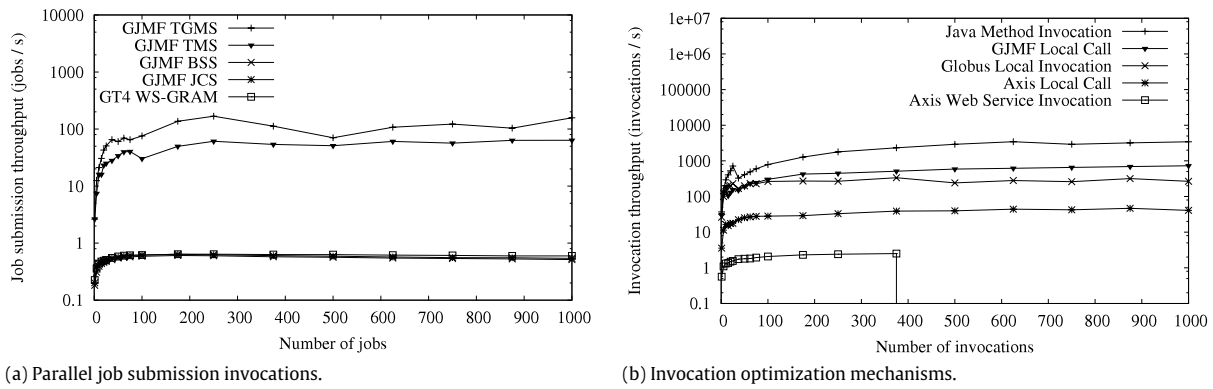 10000
1000
100
10
1
0.1
Job submission throughput (jobs / s)
GJMF TGMS
GJMF TMS
GJMF BSS
GJMF JCS
GT4 WS-GRAM
0 100 200 300 400 500 600 700 800 900 1000
Number of jobs
(a) Parallel job submission invocations.
1e+07
1e+06
100000
10000
1000
100
10
1
0.1
Invocation throughput (invocations / s)
Java Method Invocation
GJMF Local Call
Globus Local Invocation
Axis Local Call
Axis Web Service Invocation
0 100 200 300 400 500 600 700 800 900 1000
Number of invocations
(b) Invocation optimization mechanisms.